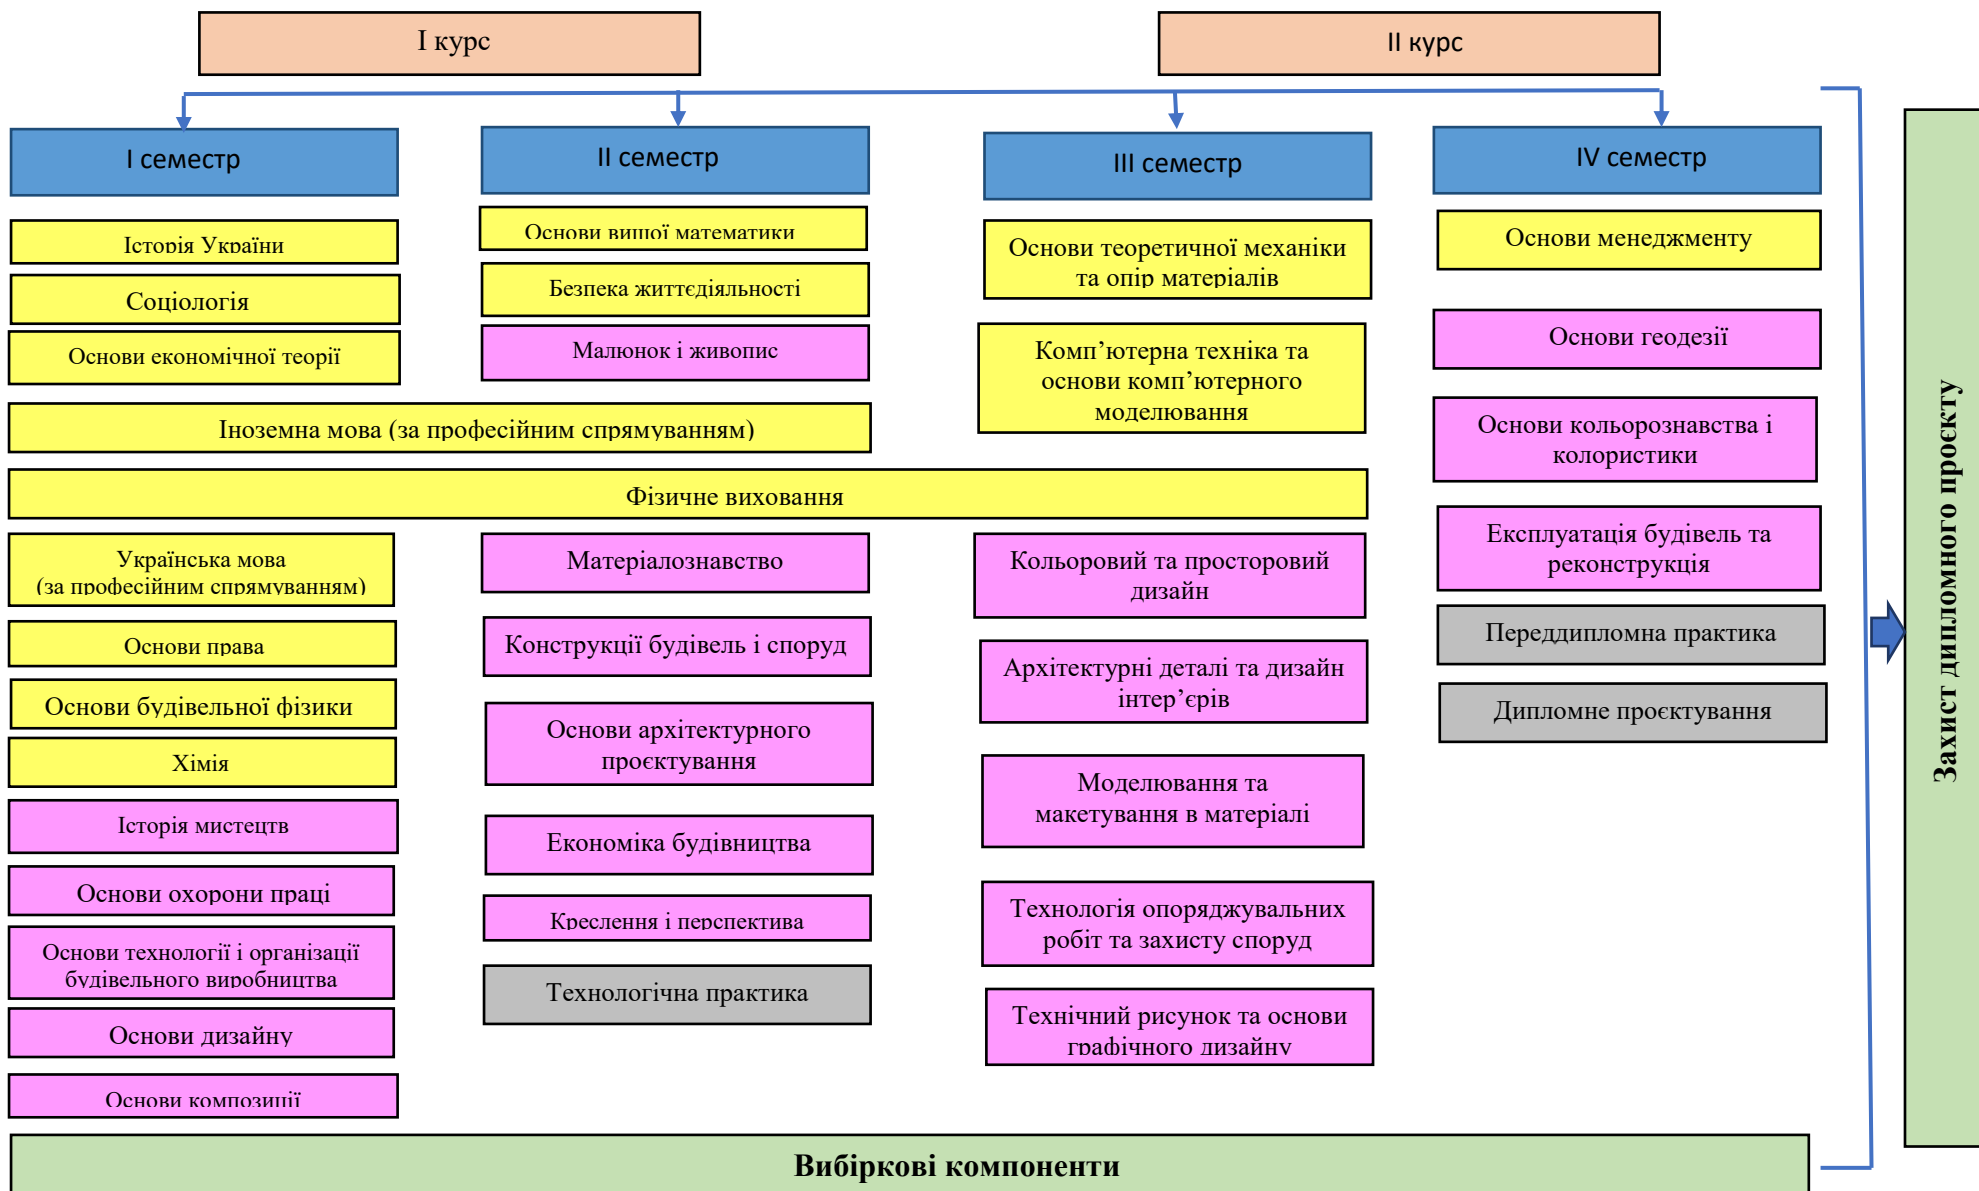 І курс
ІІ курс
І семестр
ІІ семестр
ІІІ семестр
IV семестр
Історія України
Соціологія
Основи економічної теорії
Основи вищої математики
Безпека життєдіяльності
Малюнок і живопис
Основи теоретичної механіки
та опір матеріалів
Комп’ютерна техніка та
основи комп’ютерного
моделювання
Основи менеджменту
Основи геодезії
Основи кольорознавства і
колористики
Іноземна мова (за професійним спрямуванням)
Фізичне виховання
Українська мова
(за професійним спрямуванням)
Основи права
Основи будівельної фізики
Хімія
Історія мистецтв
Основи охорони праці
Основи технології і організації
будівельного виробництва
Основи дизайну
Основи композиції
Матеріалознавство
Конструкції будівель і споруд
Основи архітектурного
проєктування
Економіка будівництва
Креслення і перспектива
Технологічна практика
Кольоровий та просторовий
дизайн
Архітектурні деталі та дизайн
інтер’єрів
Моделювання та
макетування в матеріалі
Технологія опоряджувальних
робіт та захисту споруд
Технічний рисунок та основи
графічного дизайну
Експлуатація будівель та
реконструкція
Переддипломна практика
Дипломне проєктування
Захист дипломного проєкту
Вибіркові компоненти